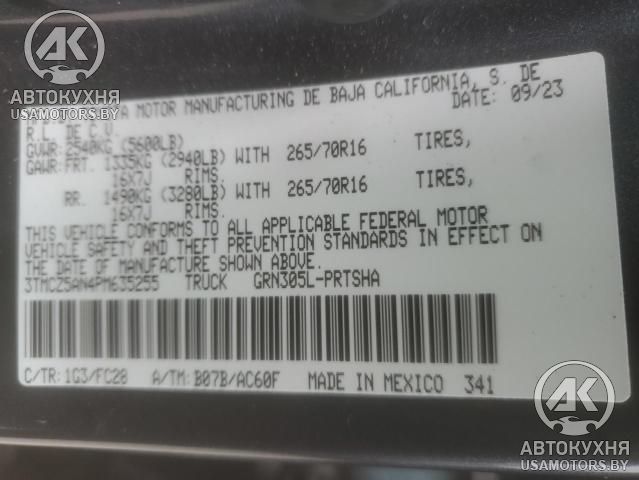 AK
АВТОКУХНЯ
USAMOTORS.BY
MOTOR MANUFACTURING DE BAJA CALIFORNIA, S. DE
R.L. DE C.V. DATE: 09/23
GVWR: 2540KG (5600LB)
GAWR: FRT. 1335KG (2940LB) WITH 265/70R16 TIRES,
16X7J RIMS.
RR. 1490KG (3280LB) WITH 265/70R16 TIRES,
16X7J RIMS.
THIS VEHICLE CONFORMS TO ALL APPLICABLE FEDERAL MOTOR
VEHICLE SAFETY AND THEFT PREVENTION STANDARDS IN EFFECT ON
THE DATE OF MANUFACTURE SHOWN ABOVE.
3TMCZ5AN4PM635255 TRUCK GRN305L-PRTSHA
C/TR: 1G3/FC20 A/TM: B07B/AC60F MADE IN MEXICO 341
AK
АВТОКУХНЯ
USAMOTORS.BY